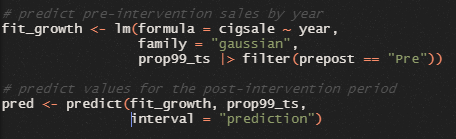 # predict pre-intervention sales by year
fit_growth <- lm(formula = cigsale ~ year,
family = "gaussian",
prop99_ts |> filter(prepost == "Pre"))
# predict values for the post-intervention period
pred <- predict(fit_growth, prop99_ts,
interval = "prediction")